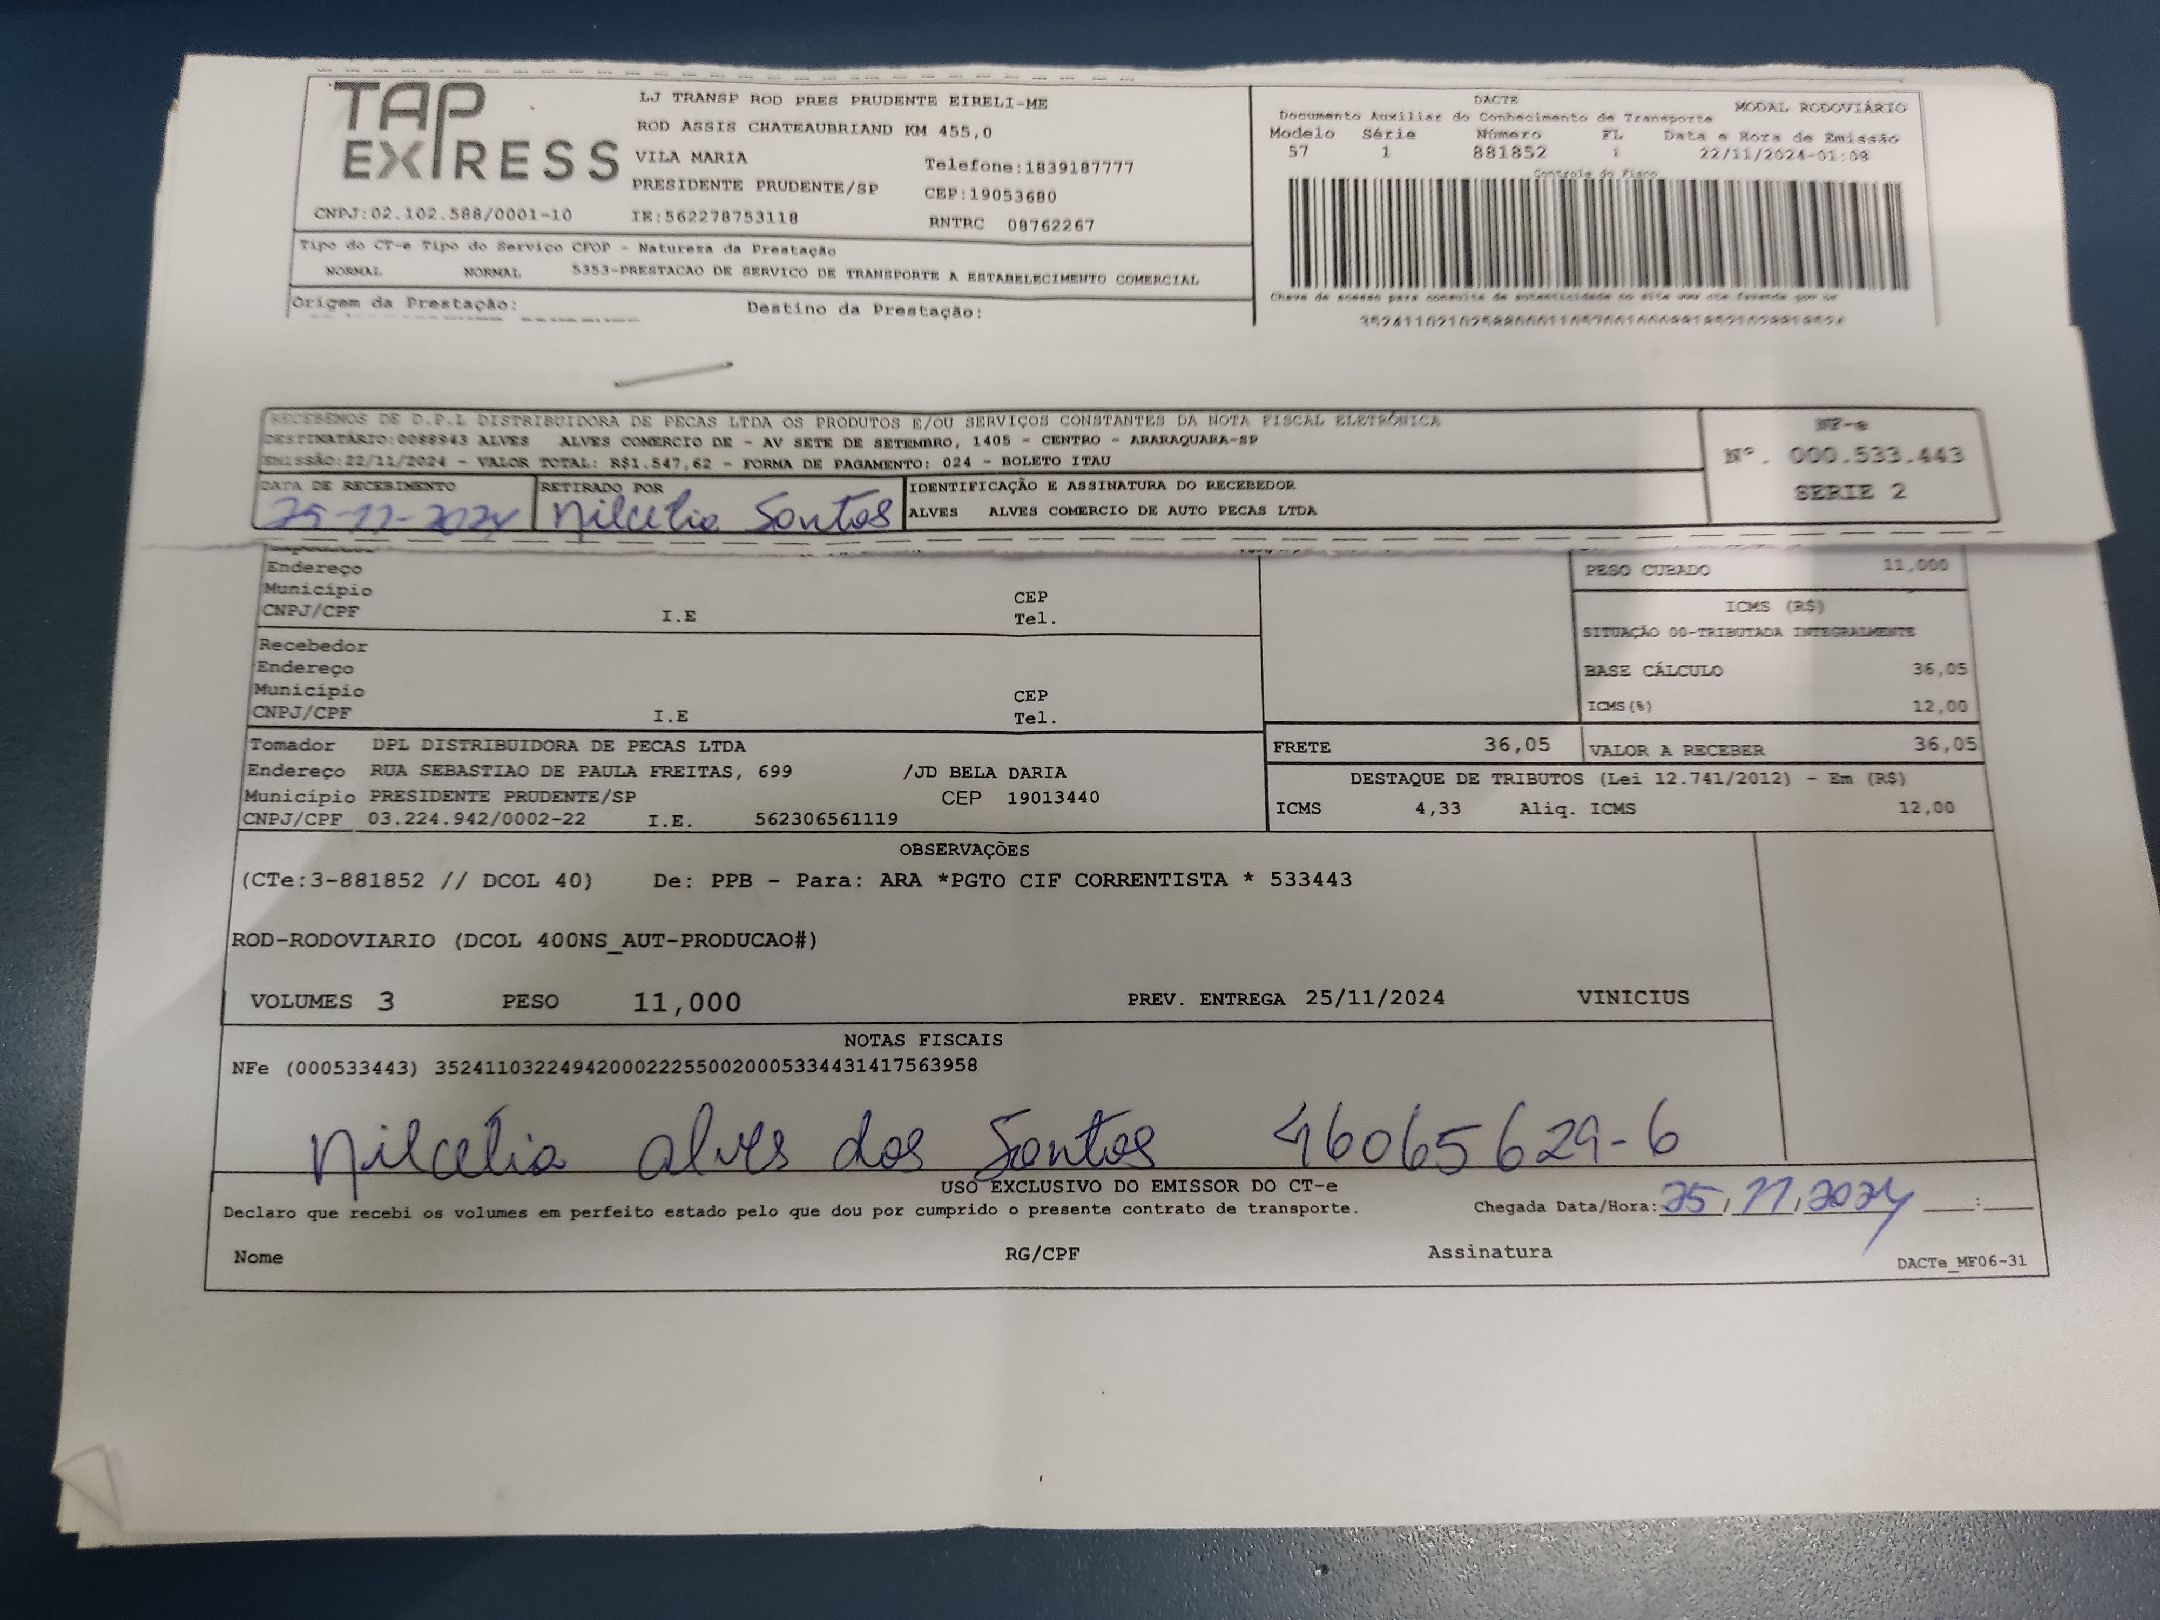 TAP EXPRESS
LJ TRANSP ROD PRES PRUDENTE EIRELI-ME
ROD ASSIS CHATEAUBRIAND KM 455,0
VILA MARIA Telefone:1839187777
PRESIDENTE PRUDENTE/SP CEP:19053680
CNPJ:02.102.588/0001-10 IE:562278753118 RNTRC 08762267
DACTE MODAL RODOVIÁRIO
Documento Auxiliar do Conhecimento de Transporte
Modelo Série Número FL Data e Hora de Emissão
57 1 881852 1 22/11/2024-01:08
Controle do Fisco
Tipo do CT-e Tipo do Serviço CFOP - Natureza da Prestação
NORMAL NORMAL 5353-PRESTACAO DE SERVICO DE TRANSPORTE A ESTABELECIMENTO COMERCIAL
Chave de acesso para consulta de autenticidade no site
Origem da Prestação: Destino da Prestação:
RECEBEMOS DE D.P.L DISTRIBUIDORA DE PECAS LTDA OS PRODUTOS E/OU SERVIÇOS CONSTANTES DA NOTA FISCAL ELETRÔNICA
DESTINATÁRIO:0088943 ALVES ALVES COMERCIO DE - AV SETE DE SETEMBRO, 1405 - CENTRO - ARARAQUARA-SP
EMISSÃO:22/11/2024 - VALOR TOTAL: R$1.547,62 - FORMA DE PAGAMENTO: 024 - BOLETO ITAU
NF-e
Nº. 000.533.443
SERIE 2
DATA DE RECEBIMENTO RETIRADO POR IDENTIFICAÇÃO E ASSINATURA DO RECEBEDOR
25-11-2024 Nilcélia Santos ALVES ALVES COMERCIO DE AUTO PECAS LTDA
Endereço
Município CEP
CNPJ/CPF I.E Tel.
Recebedor
Endereço
Município CEP
CNPJ/CPF I.E Tel.
PESO CUBADO 11,000
ICMS (R$)
SITUAÇÃO 00-TRIBUTADA INTEGRALMENTE
BASE CÁLCULO 36,05
ICMS(%) 12,00
FRETE 36,05 VALOR A RECEBER 36,05
Tomador DPL DISTRIBUIDORA DE PECAS LTDA
Endereço RUA SEBASTIAO DE PAULA FREITAS, 699 /JD BELA DARIA
Município PRESIDENTE PRUDENTE/SP CEP 19013440
CNPJ/CPF 03.224.942/0002-22 I.E. 562306561119
DESTAQUE DE TRIBUTOS (Lei 12.741/2012) - Em (R$)
ICMS 4,33 Aliq. ICMS 12,00
OBSERVAÇÕES
(CTe:3-881852 // DCOL 40) De: PPB - Para: ARA *PGTO CIF CORRENTISTA * 533443
ROD-RODOVIARIO (DCOL 400NS_AUT-PRODUCAO#)
VOLUMES 3 PESO 11,000 PREV. ENTREGA 25/11/2024 VINICIUS
NOTAS FISCAIS
NFe (000533443) 35241103224942000222550020005334431417563958
Nilcélia Alves dos Santos 46065629-6
USO EXCLUSIVO DO EMISSOR DO CT-e
Declaro que recebi os volumes em perfeito estado pelo que dou por cumprido o presente contrato de transporte. Chegada Data/Hora: 25/11/2024 __:__
Nome RG/CPF Assinatura DACTe_MF06-31